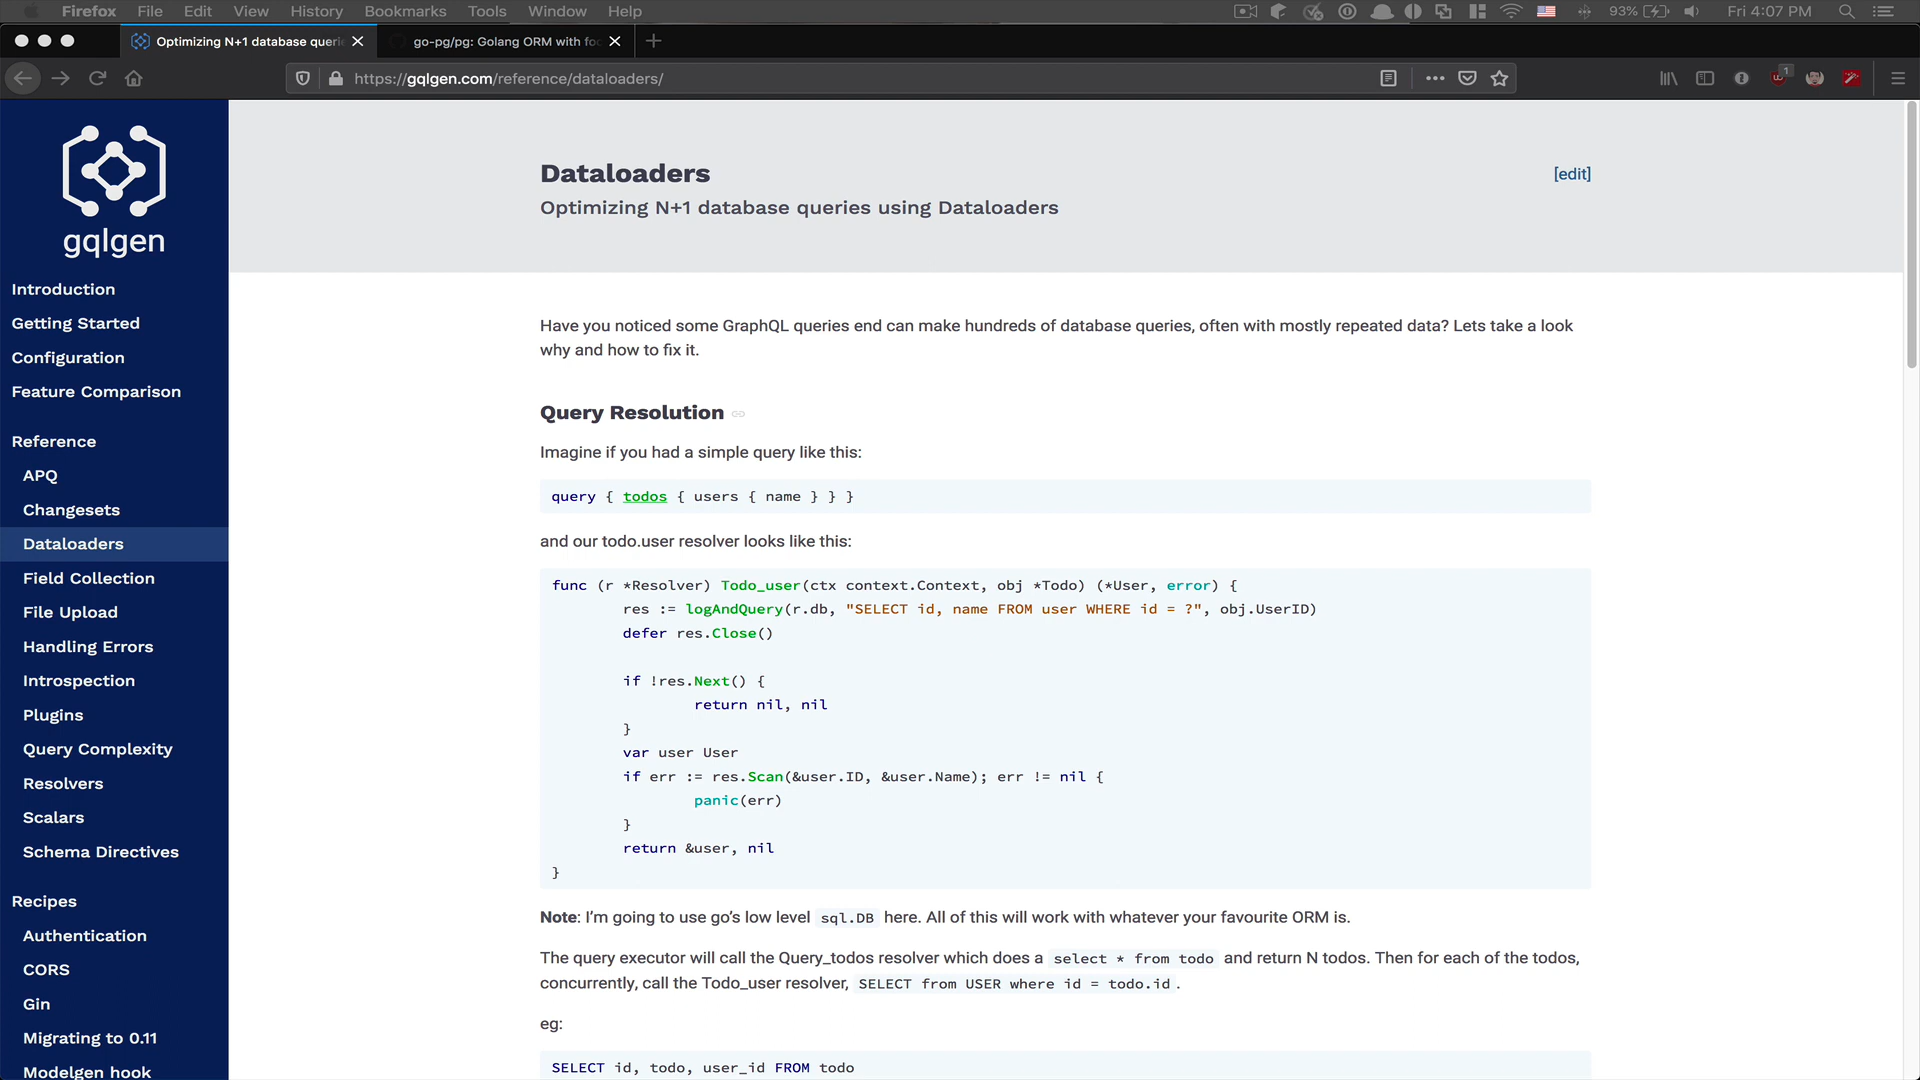 Firefox File Edit View History Bookmarks Tools Window Help 93% Fri 4:07 PM
Optimizing N+1 database querie
go-pg/pg: Golang ORM with foc
https://gqlgen.com/reference/dataloaders/
1
gqlgen
Introduction
Getting Started
Configuration
Feature Comparison
Reference
APQ
Changesets
Dataloaders
Field Collection
File Upload
Handling Errors
Introspection
Plugins
Query Complexity
Resolvers
Scalars
Schema Directives
Recipes
Authentication
CORS
Gin
Migrating to 0.11
Modelgen hook
Dataloaders
[edit]
Optimizing N+1 database queries using Dataloaders
Have you noticed some GraphQL queries end can make hundreds of database queries, often with mostly repeated data? Lets take a look
why and how to fix it.
Query Resolution
Imagine if you had a simple query like this:
query { todos { users { name } } }
and our todo.user resolver looks like this:
func (r *Resolver) Todo_user(ctx context.Context, obj *Todo) (*User, error) {
res := logAndQuery(r.db, "SELECT id, name FROM user WHERE id = ?", obj.UserID)
defer res.Close()
if !res.Next() {
return nil, nil
}
var user User
if err := res.Scan(&user.ID, &user.Name); err != nil {
panic(err)
}
return &user, nil
}
Note: I’m going to use go’s low level sql.DB here. All of this will work with whatever your favourite ORM is.
The query executor will call the Query_todos resolver which does a select * from todo and return N todos. Then for each of the todos,
concurrently, call the Todo_user resolver, SELECT from USER where id = todo.id .
eg:
SELECT id, todo, user_id FROM todo